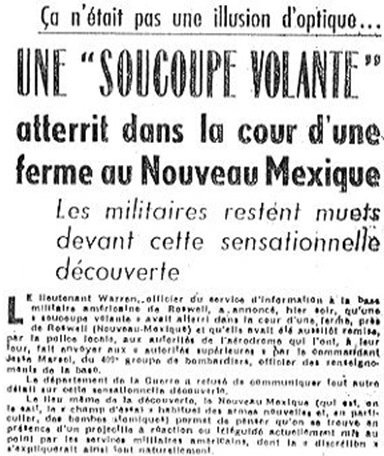 Ça n'était pas une illusion d'optique...
UNE "SOUCOUPE VOLANTE"
atterrit dans la cour d'une
ferme au Nouveau Mexique
Les militaires restent muets
devant cette sensationnelle
découverte
LE lieutenant Warren, officier du service d'information à la base
militaire américaine de Roswell, a annoncé, hier soir, qu'une
« soucoupe volante » avait atterri dans la cour d'une ferme, près
de Roswell (Nouveau-Mexique) et qu'elle avait été aussitôt remise,
par la police locale, aux autorités de l'aérodrome qui l'ont, à leur
tour, fait envoyer aux « autorités supérieures » par le commandant
Jesse Marcel, du 409e groupe de bombardiers, officier des renseigne-
ments de la base.
Le département de la Guerre a refusé de communiquer tout autre
détail sur cette sensationnelle découverte.
Le lieu même de la découverte, le Nouveau Mexique (qui est, on
le sait, le « champ d'essai » habituel des armes nouvelles et, en parti-
culier, des bombes atomiques) permet de penser qu'on se trouve en
présence d'un projectile à réaction ou téléguidé actuellement mis au
point par les services militaires américains, dont la « discrétion »
s'expliquerait ainsi tout naturellement.